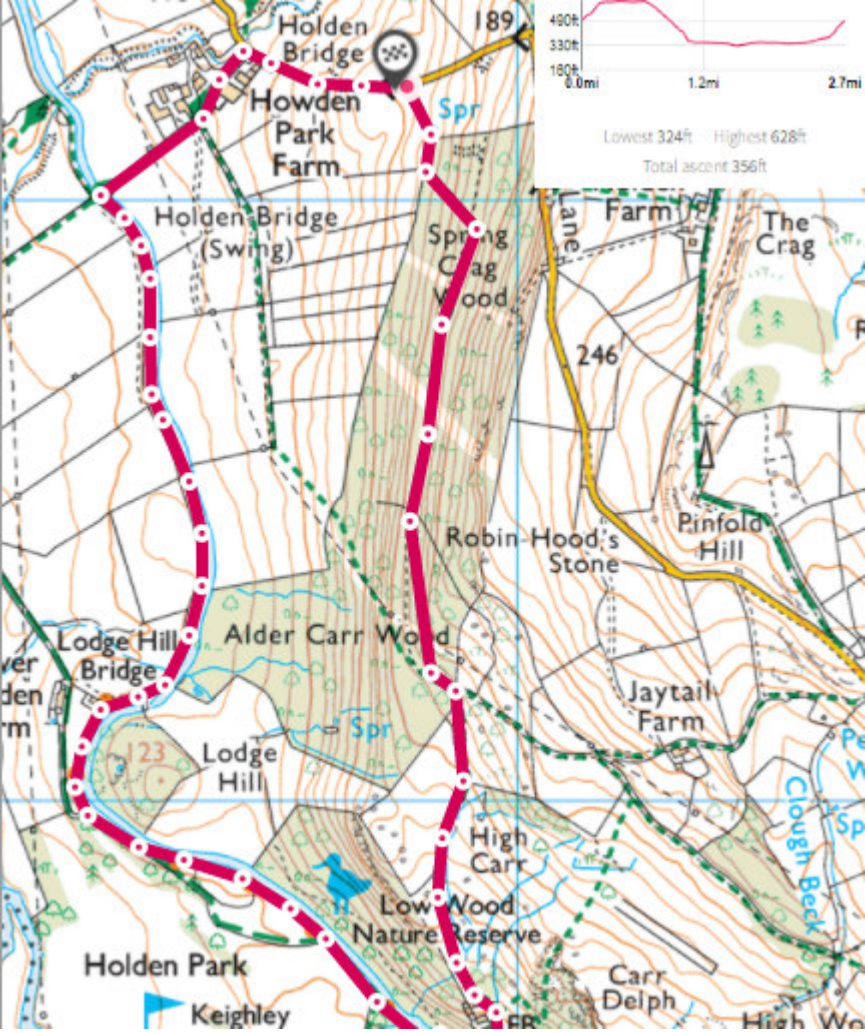 Holden
Bridge
189
490ft
330ft
160ft
0.0mi
1.2mi
2.7mi
Lowest 324ft
Highest 628ft
Total ascent 356ft
Howden
Park
Farm
Spr
Holden Bridge
(Swing)
Spring
Crag
Wood
Lane
Farm
The
Crag
246
Robin Hood's
Stone
Pinfold
Hill
Alder Carr Wood
Lodge Hill
Bridge
Jaytail
Farm
123
Lodge
Hill
Spr
Clough Beck
High
Carr
Low Wood
Nature Reserve
Holden Park
Keighley
Carr
Delph
FB